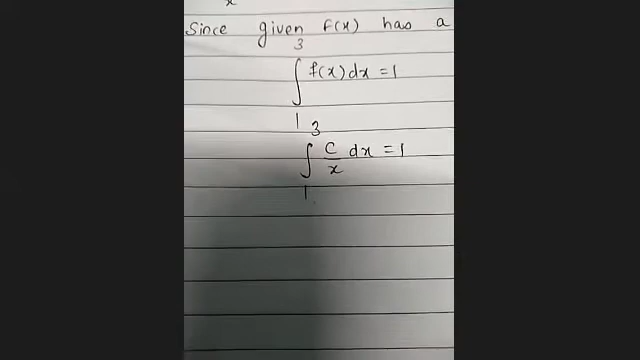 x
Since given f(x) has a
3
∫ f(x) dx = 1
1
3
∫ c/x dx = 1
1